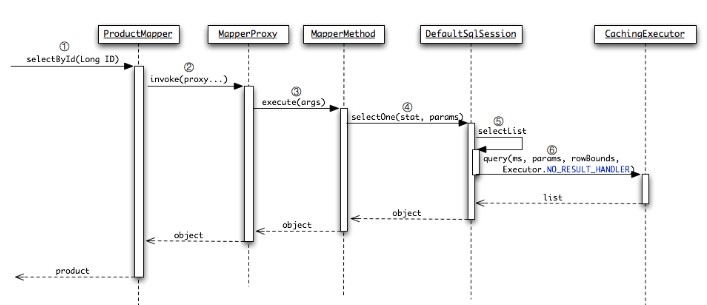 ProductMapper
MapperProxy
MapperMethod
DefaultSqlSession
CachingExecutor
①
selectById(Long ID)
②
invoke(proxy...)
③
execute(args)
④
selectOne(stat, params)
⑤
selectList
⑥
query(ms, params, rowBounds,
Executor.NO_RESULT_HANDLER)
list
object
object
object
product